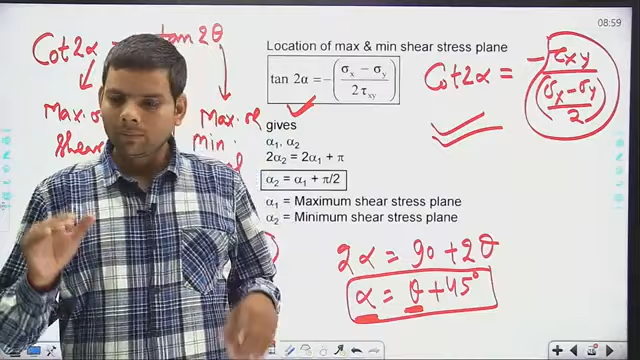 08:59
Cot2α = tan 2θ
Location of max & min shear stress plane
tan 2α = -((σx - σy) / 2τxy)
Cot2α = -τxy / ((σx - σy) / 2)
Max. of
Max. or
Shear
min.
gives
α1, α2
2α2 = 2α1 + π
α2 = α1 + π/2
α1 = Maximum shear stress plane
α2 = Minimum shear stress plane
2α = 90 + 2θ
α = θ + 45°